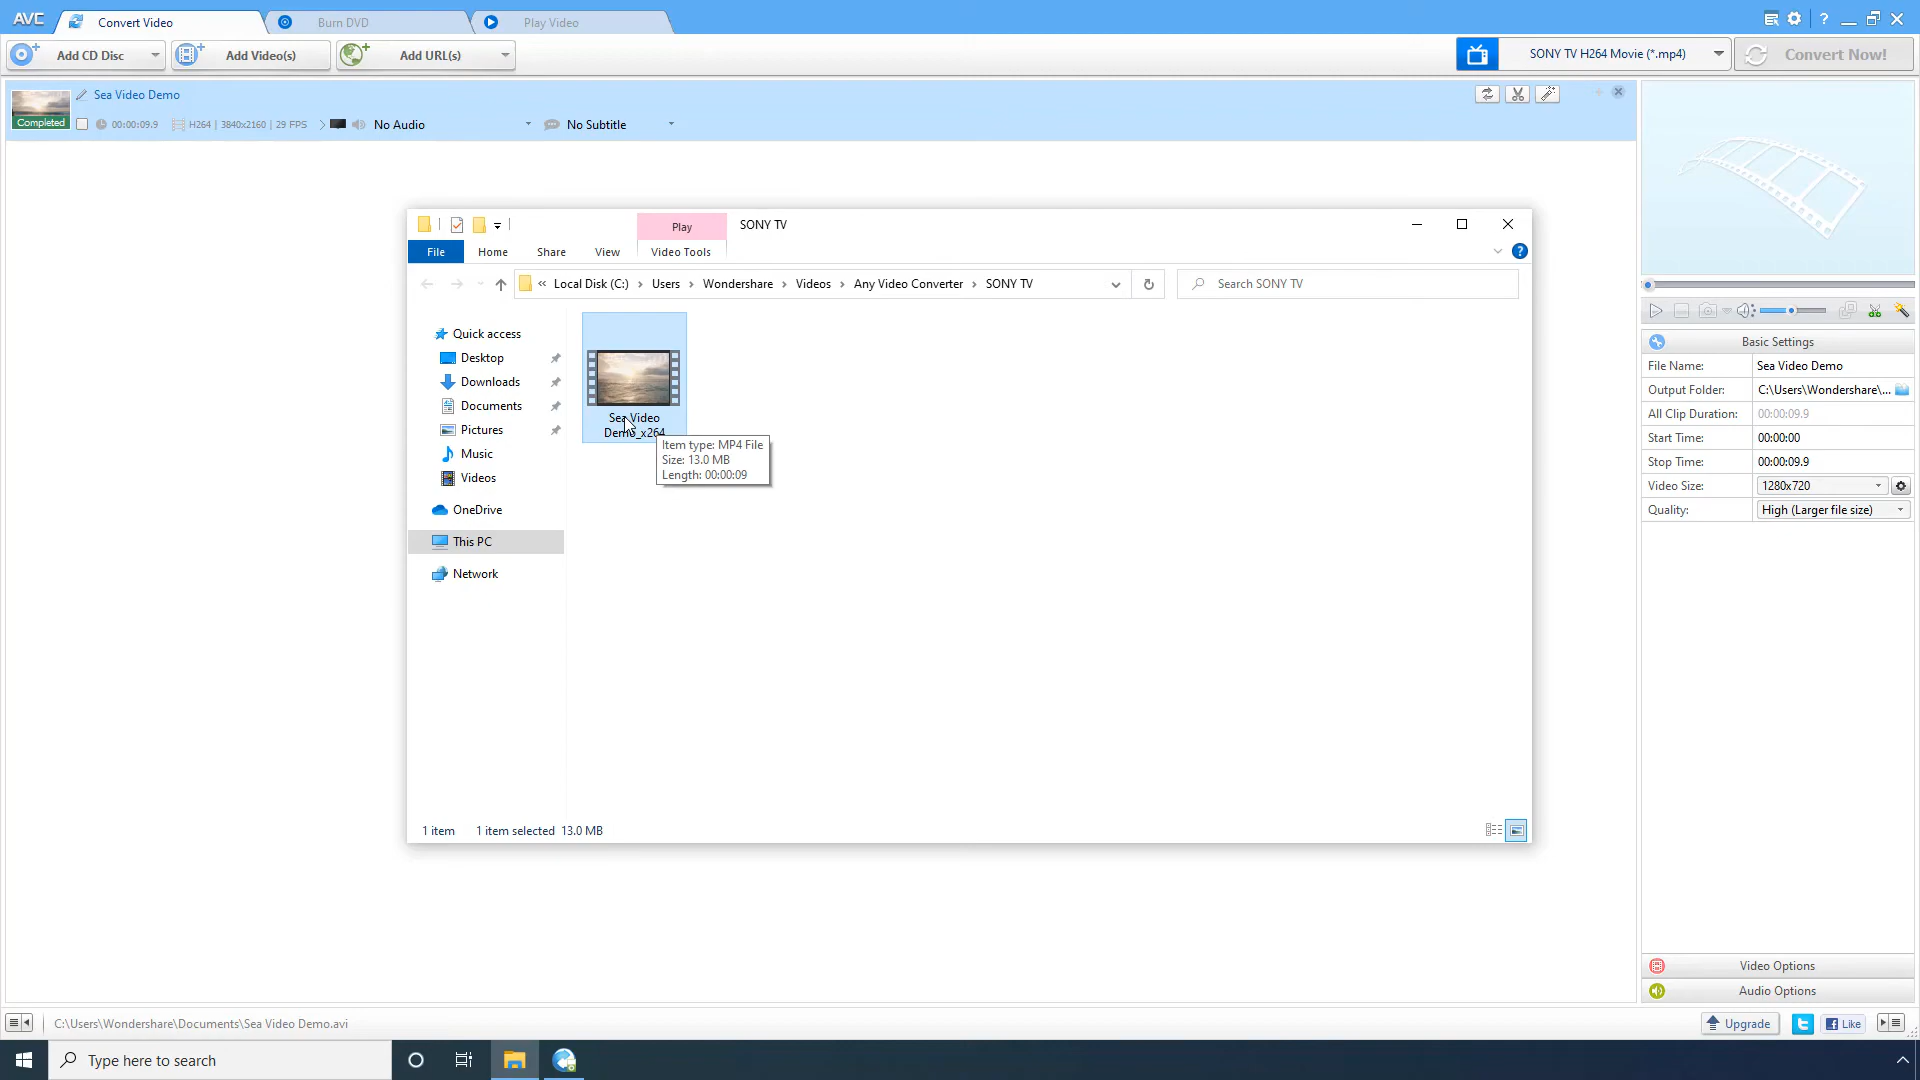 AVC Convert Video Burn DVD Play Video ?
Add CD Disc Add Video(s) Add URL(s) SONY TV H264 Movie (*.mp4) Convert Now!
Sea Video Demo
Completed 00:00:09.9 H264 | 3840x2160 | 29 FPS No Audio No Subtitle
Play SONY TV
File Home Share View Video Tools ?
« Local Disk (C:) › Users › Wondershare › Videos › Any Video Converter › SONY TV Search SONY TV
Quick access
Desktop
Downloads
Documents
Pictures
Music
Videos
OneDrive
This PC
Network
Sea Video
Demo_x264
Item type: MP4 File
Size: 13.0 MB
Length: 00:00:09
1 item 1 item selected 13.0 MB
Basic Settings
File Name: Sea Video Demo
Output Folder: C:\Users\Wondershare\...
All Clip Duration: 00:00:09.9
Start Time: 00:00:00
Stop Time: 00:00:09.9
Video Size: 1280x720
Quality: High (Larger file size)
Video Options
Audio Options
C:\Users\Wondershare\Documents\Sea Video Demo.avi Upgrade Like
Type here to search